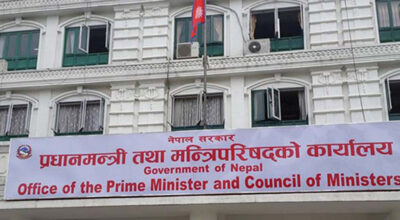 नेपाल सरकार
प्रधानमन्त्री तथा मन्त्रिपरिषद्को कार्यालय
Government of Nepal
Office of the Prime Minister and Council of Ministers